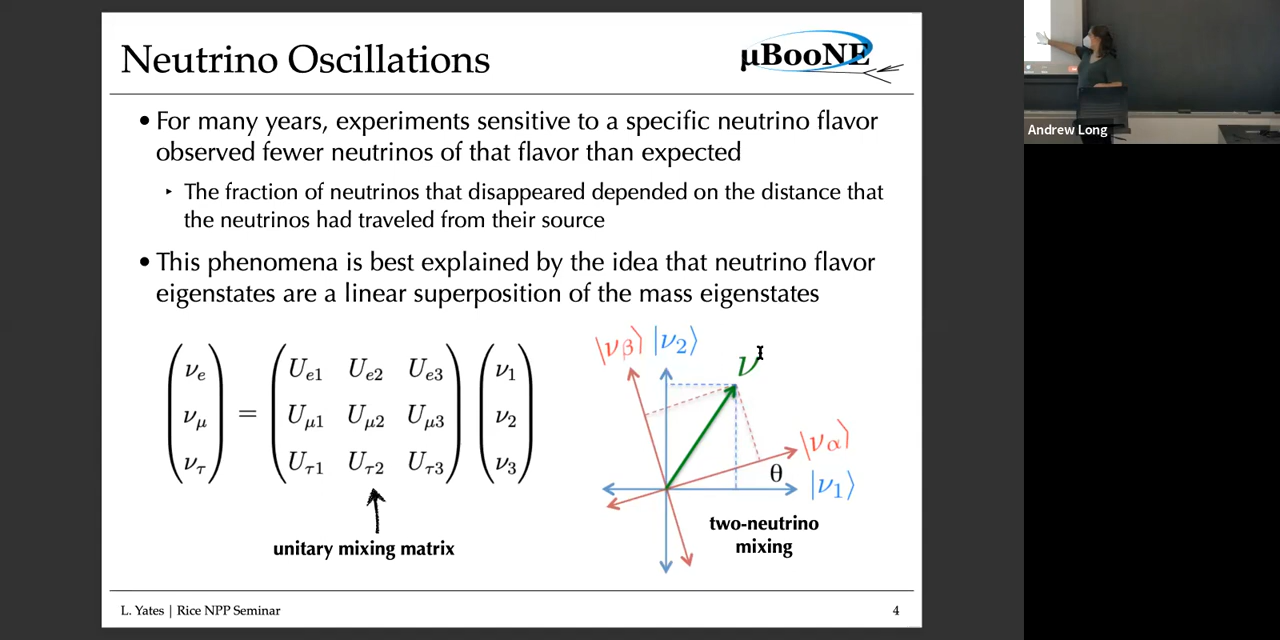 Neutrino Oscillations
μBooNE
• For many years, experiments sensitive to a specific neutrino flavor
observed fewer neutrinos of that flavor than expected
‣ The fraction of neutrinos that disappeared depended on the distance that
the neutrinos had traveled from their source
• This phenomena is best explained by the idea that neutrino flavor
eigenstates are a linear superposition of the mass eigenstates
νe Ue1 Ue2 Ue3 ν1
νμ = Uμ1 Uμ2 Uμ3 ν2
ντ Uτ1 Uτ2 Uτ3 ν3
unitary mixing matrix
|νβ⟩ |ν2⟩
ν
|να⟩
θ
|ν1⟩
two-neutrino
mixing
L. Yates | Rice NPP Seminar
4
Andrew Long